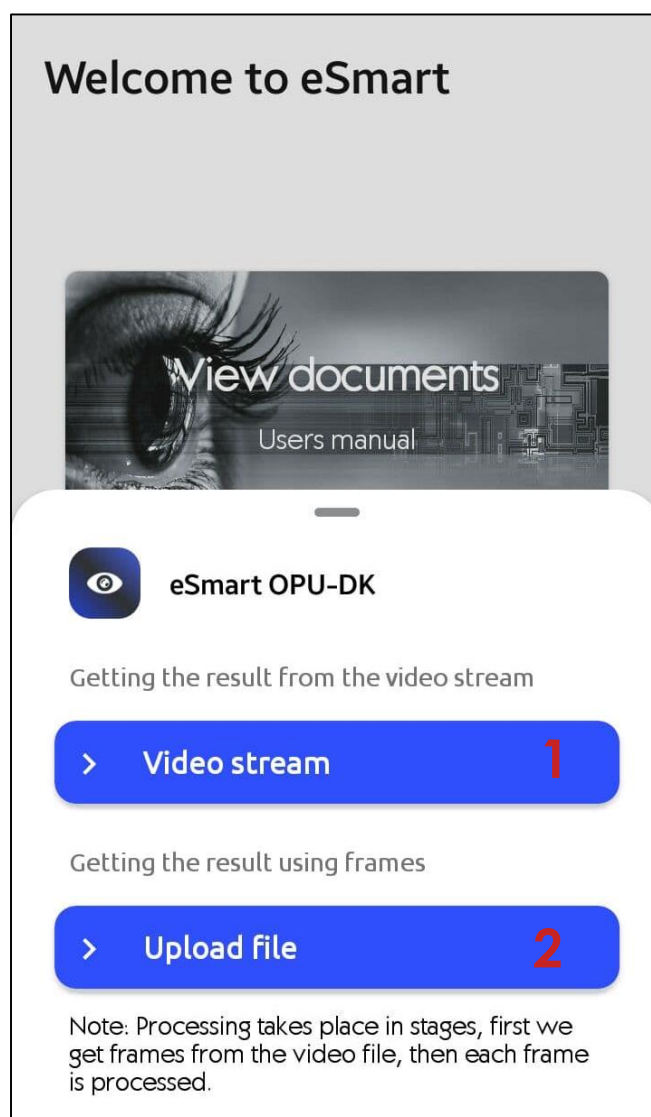 Welcome to eSmart
View documents
Users manual
eSmart OPU-DK
Getting the result from the video stream
Video stream 1
Getting the result using frames
Upload file 2
Note: Processing takes place in stages, first we
get frames from the video file, then each frame
is processed.